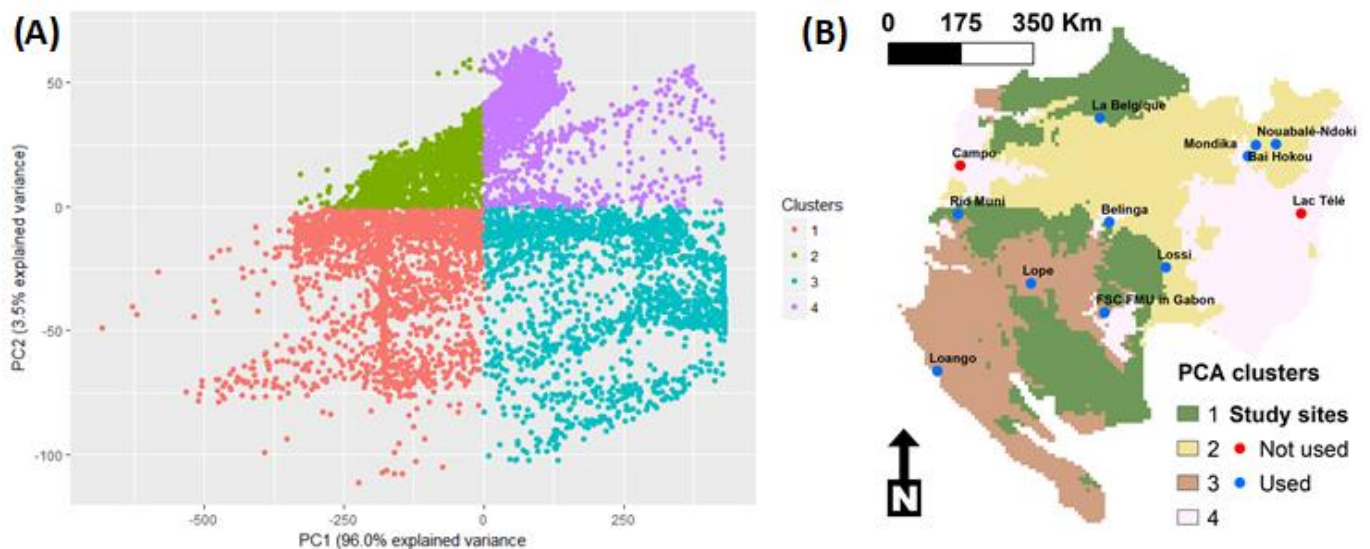 (A)
50
0
-50
-100
PC2 (3.5% explained variance)
-500
-250
0
250
PC1 (96.0% explained variance
Clusters
1
2
3
4
(B)
0 175 350 Km
La Belgique
Nouabalé-Ndoki
Mondika
Bai Hokou
Campo
Lac Télé
Rio Muni
Belinga
Lossi
Lope
FSC FMU in Gabon
Loango
PCA clusters
1 Study sites
2 Not used
3 Used
4
N